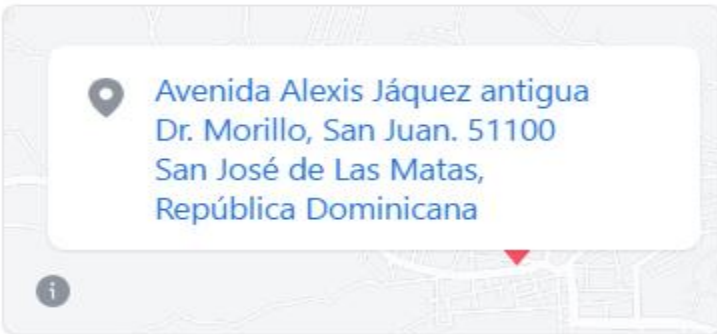 Avenida Alexis Jáquez antigua
Dr. Morillo, San Juan. 51100
San José de Las Matas,
República Dominicana